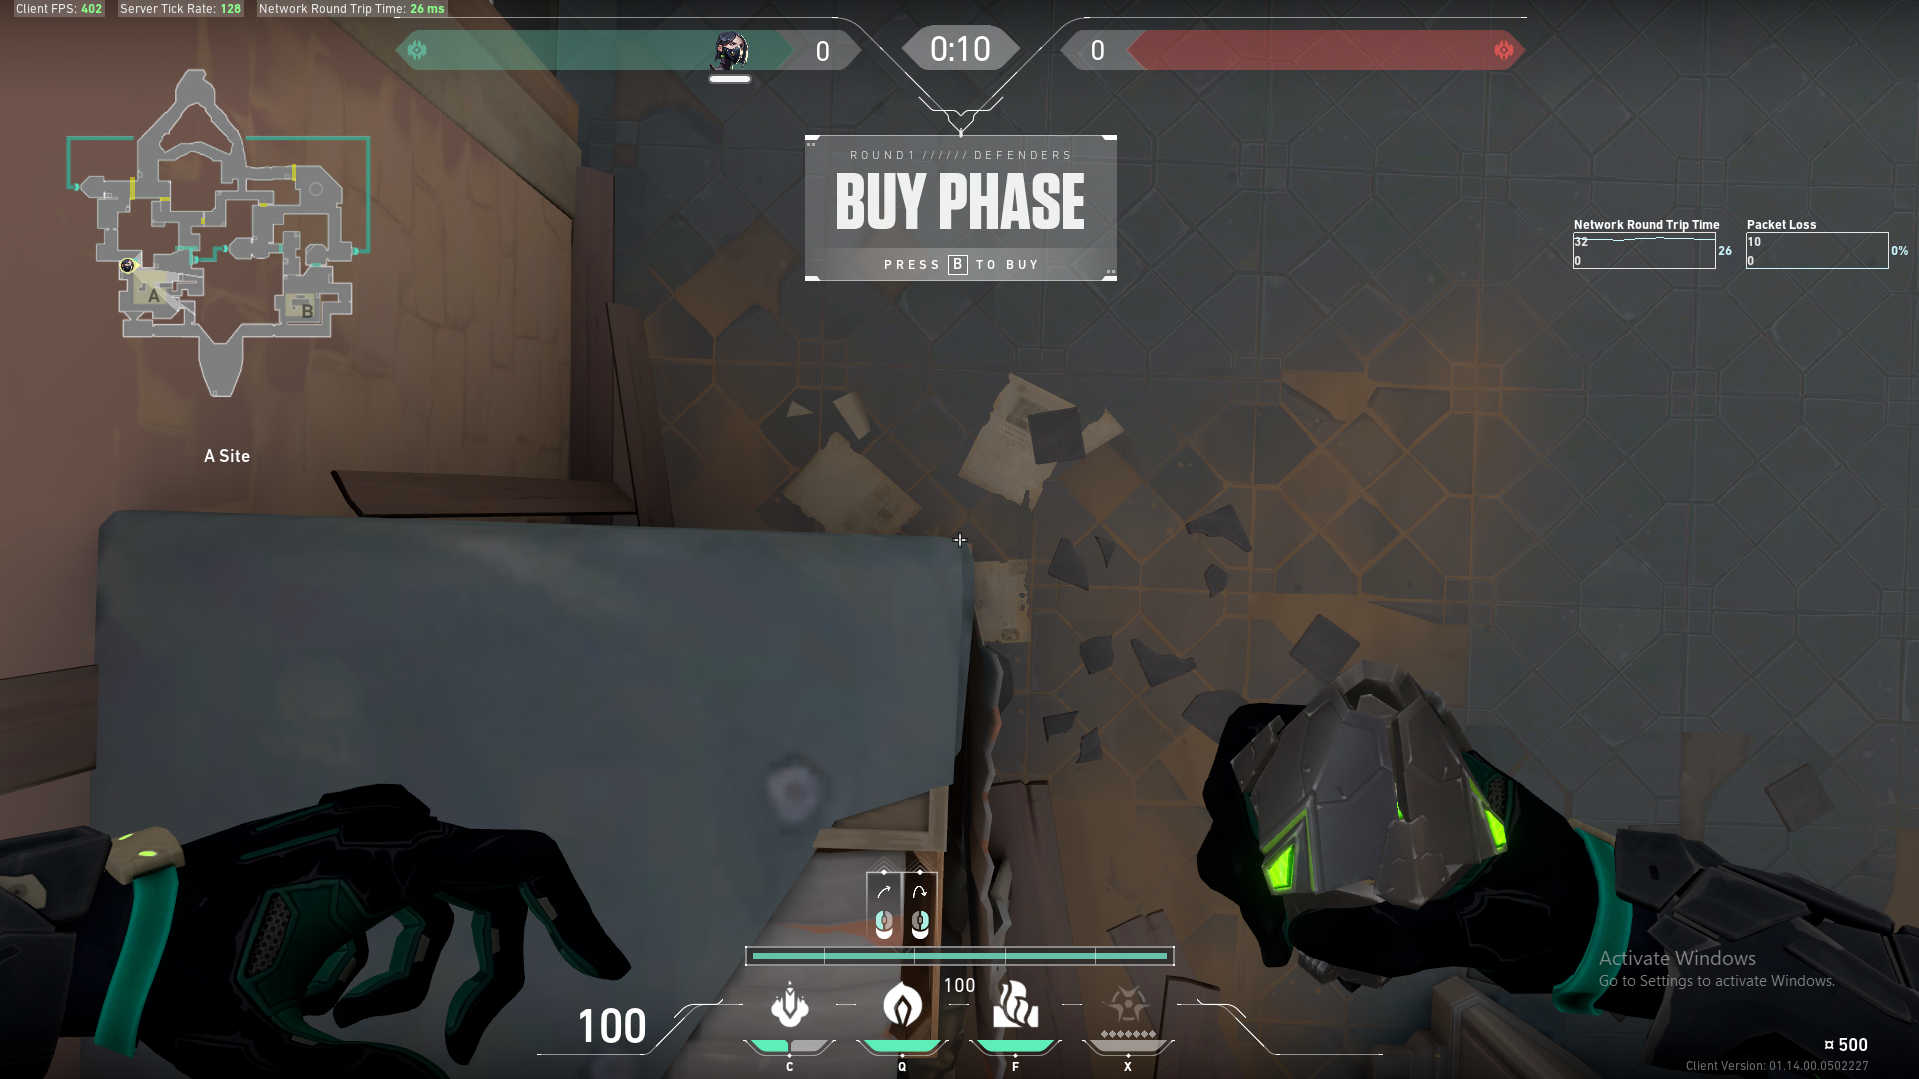 Client FPS: 402 Server Tick Rate: 128 Network Round Trip Time: 26 ms
0 0:10 0
ROUND 1 ////// DEFENDERS
BUY PHASE
PRESS B TO BUY
Network Round Trip Time Packet Loss
32 10
26 0%
0 0
A
B
A Site
100
100
C Q F X
Activate Windows
Go to Settings to activate Windows.
¤ 500
Client Version: 01.14.00.0502227